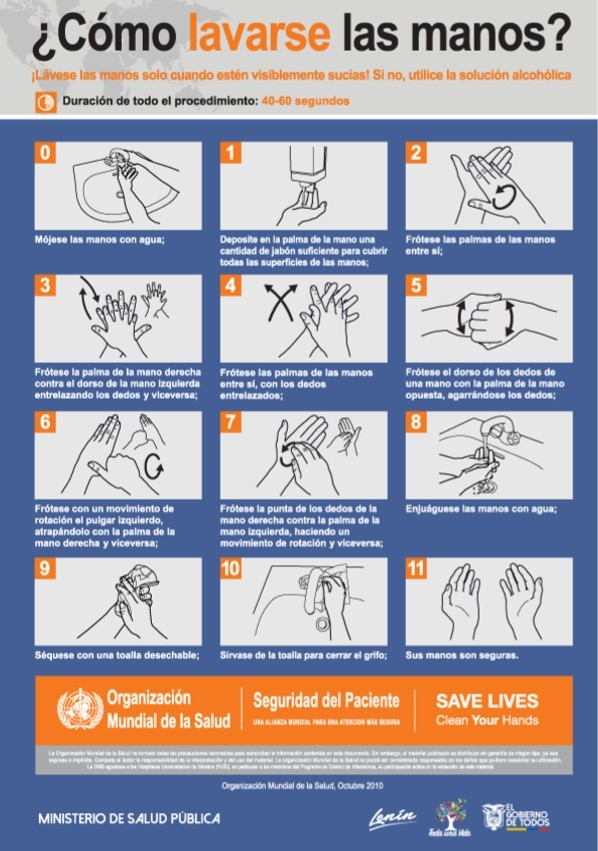 ¿Cómo lavarse las manos?
¡Lávese las manos solo cuando estén visiblemente sucias! Si no, utilice la solución alcohólica
Duración de todo el procedimiento: 40-60 segundos
0
Mójese las manos con agua;
1
Deposite en la palma de la mano una
cantidad de jabón suficiente para cubrir
todas las superficies de las manos;
2
Frótese las palmas de las manos
entre sí;
3
Frótese la palma de la mano derecha
contra el dorso de la mano izquierda
entrelazando los dedos y viceversa;
4
Frótese las palmas de las manos
entre sí, con los dedos
entrelazados;
5
Frótese el dorso de los dedos de
una mano con la palma de la mano
opuesta, agarrándose los dedos;
6
Frótese con un movimiento de
rotación el pulgar izquierdo,
atrapándolo con la palma de la
mano derecha y viceversa;
7
Frótese la punta de los dedos de la
mano derecha contra la palma de la
mano izquierda, haciendo un
movimiento de rotación y viceversa;
8
Enjuáguese las manos con agua;
9
Séquese con una toalla desechable;
10
Sírvase de la toalla para cerrar el grifo;
11
Sus manos son seguras.
Organización
Mundial de la Salud
Seguridad del Paciente
UNA ALIANZA MUNDIAL PARA UNA ATENCION MÁS SEGURA
SAVE LIVES
Clean Your Hands
Organización Mundial de la Salud, Octubre 2010
MINISTERIO DE SALUD PÚBLICA
Lenín
Toda una Vida
EL
GOBIERNO
DE TODOS